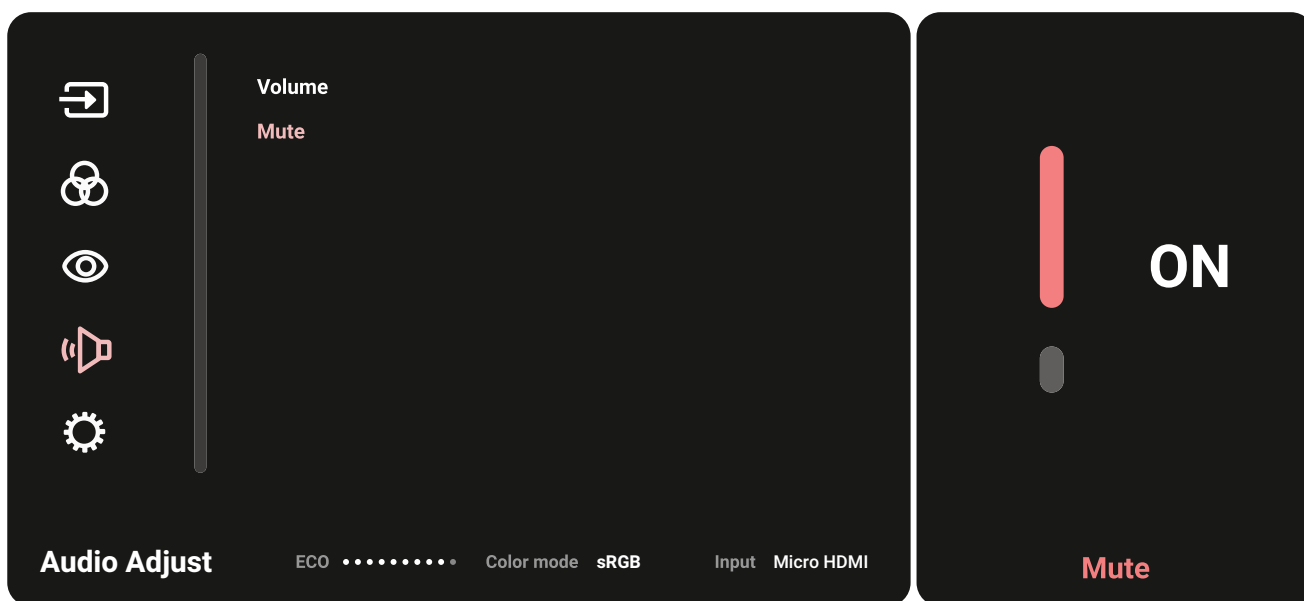 Volume
Mute
ON
Audio Adjust ECO Color mode sRGB Input Micro HDMI
Mute